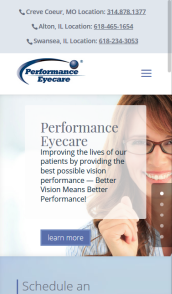 Creve Coeur, MO Location: 314.878.1377
Alton, IL Location: 618-465-1654
Swansea, IL Location: 618-234-3053
Performance
Eyecare
Performance
Eyecare
Improving the lives of our
patients by providing the
best possible vision
performance — Better
Vision Means Better
Performance!
learn more
Schedule an